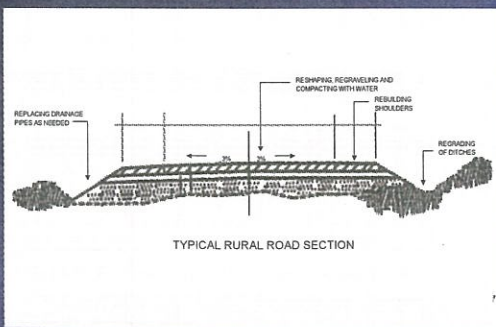 RESHAPING, REGRAVELING AND
COMPACTING WITH WATER
REPLACING DRAINAGE
PIPES AS NEEDED
REBUILDING
SHOULDERS
REGRADING
OF DITCHES
3% 3%
TYPICAL RURAL ROAD SECTION